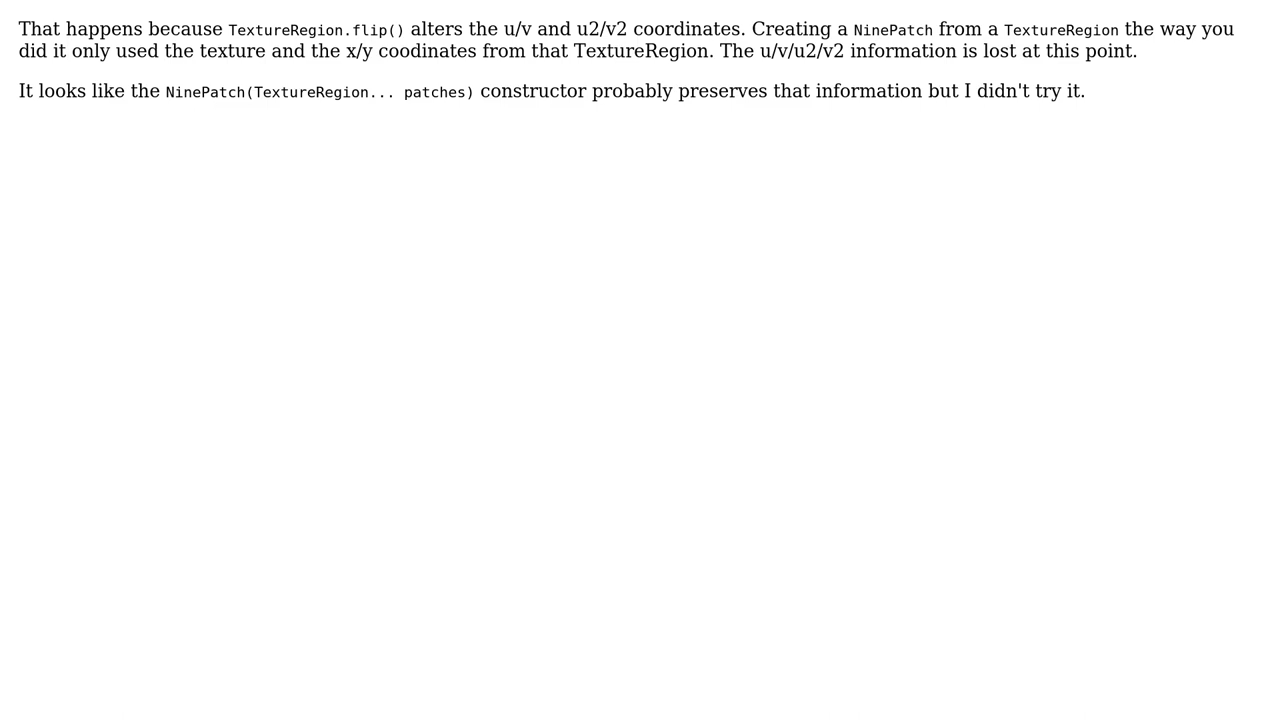 That happens because TextureRegion.flip() alters the u/v and u2/v2 coordinates. Creating a NinePatch from a TextureRegion the way you
did it only used the texture and the x/y coodinates from that TextureRegion. The u/v/u2/v2 information is lost at this point.
It looks like the NinePatch(TextureRegion... patches) constructor probably preserves that information but I didn't try it.